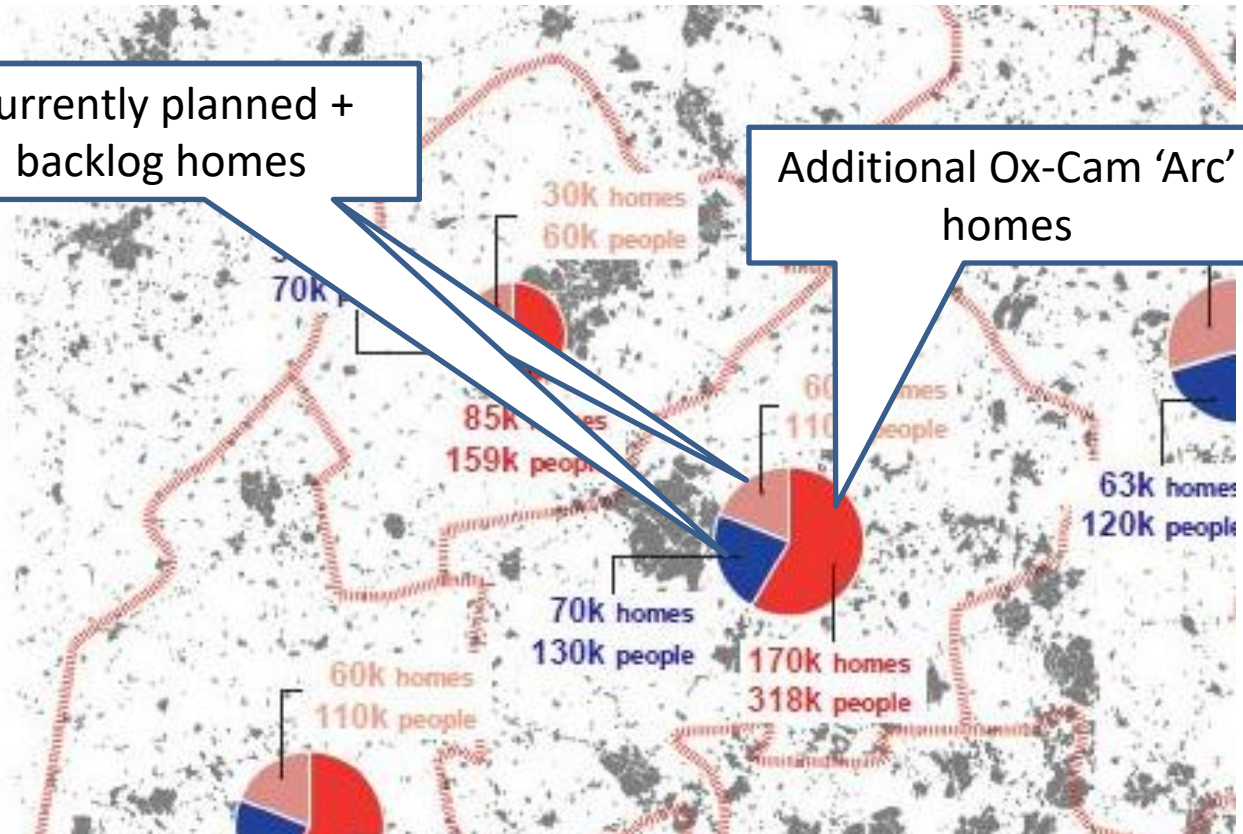 urrently planned +
backlog homes
Additional Ox-Cam ‘Arc’
homes
30k homes
60k people
70k
85k
159k people
63k homes
120k people
70k homes
130k people
170k homes
318k people
60k homes
110k people